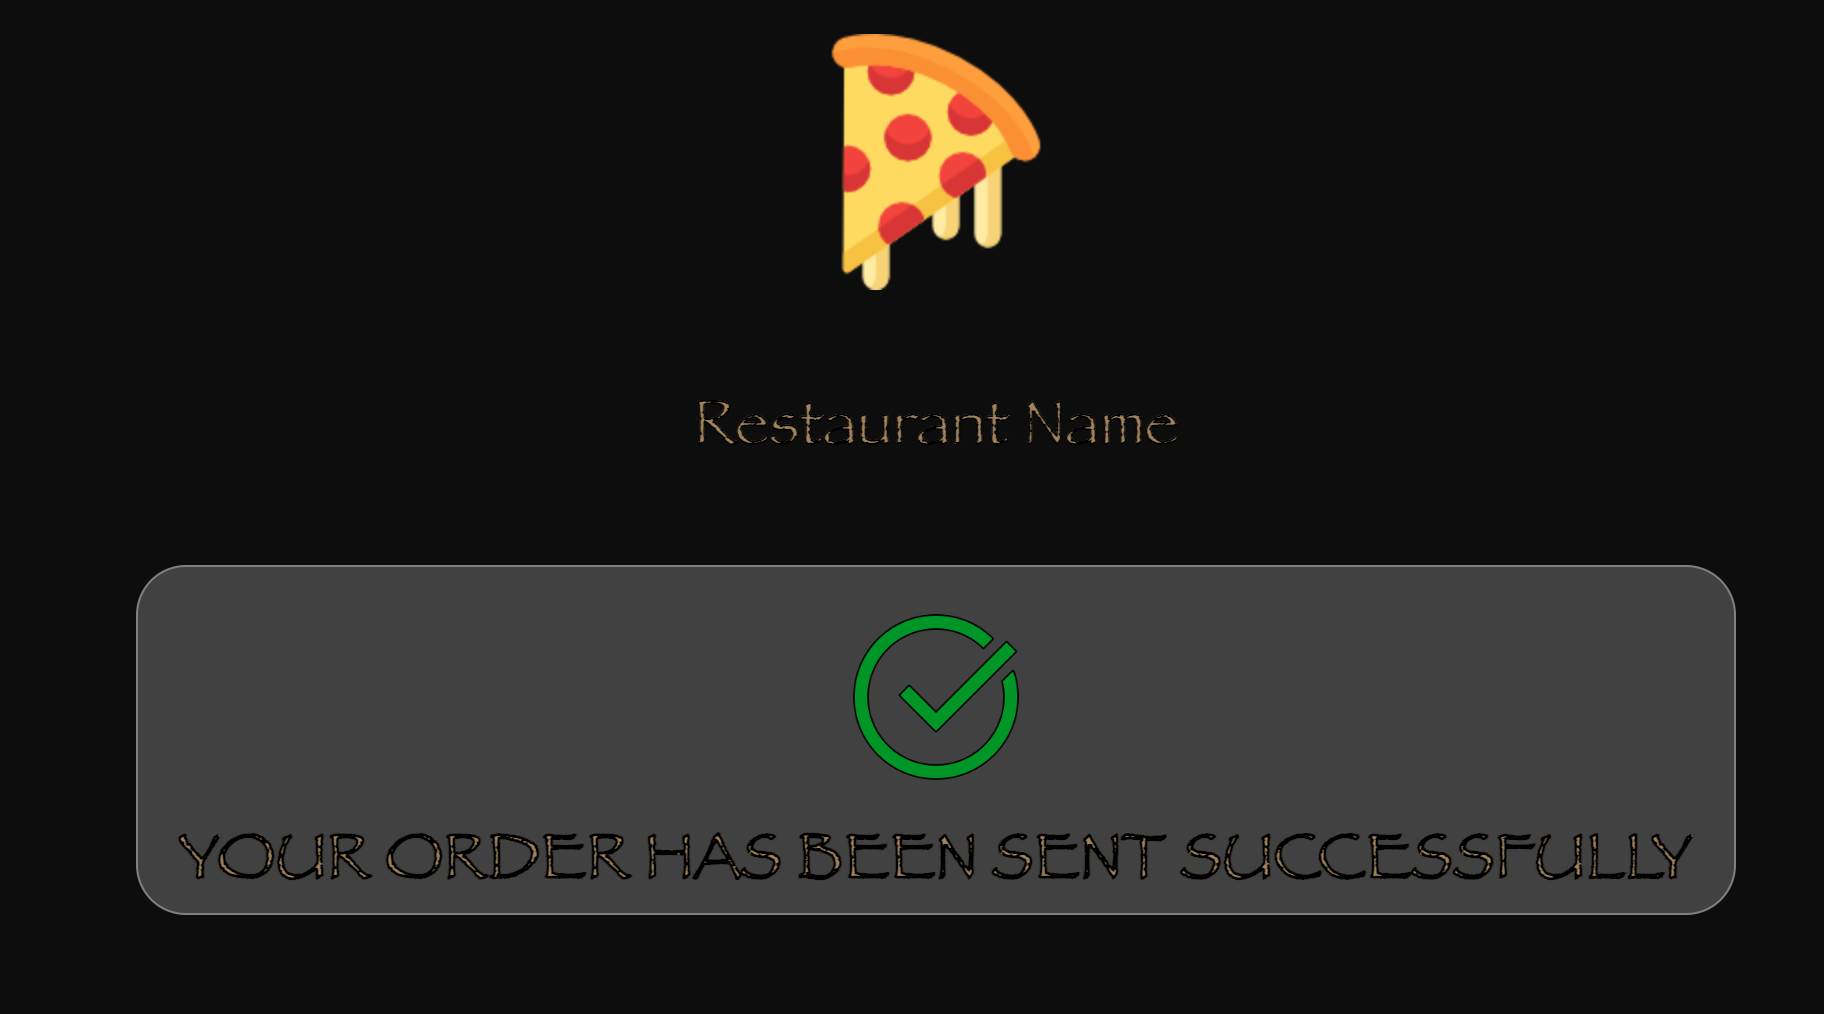 Restaurant Name
YOUR ORDER HAS BEEN SENT SUCCESSFULLY